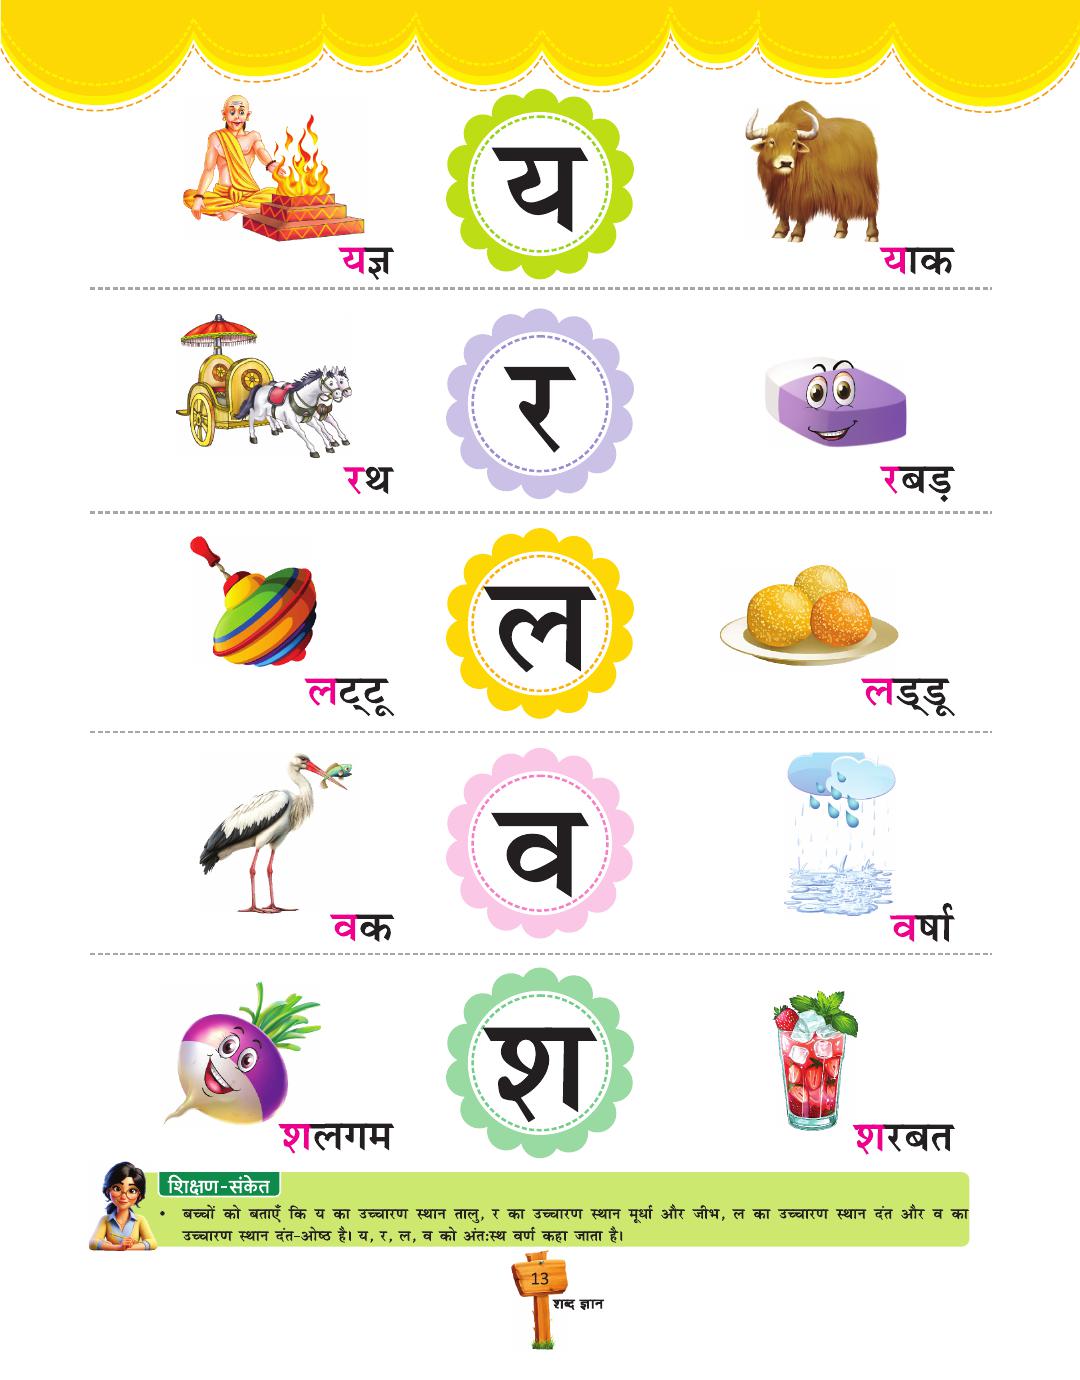 य
यज्ञ
याक
र
रथ
रबड़
ल
लट्टू
लड्डू
व
वक
वर्षा
श
शलगम
शरबत
शिक्षण-संकेत
• बच्चों को बताएँ कि य का उच्चारण स्थान तालु, र का उच्चारण स्थान मूर्धा और जीभ, ल का उच्चारण स्थान दंत और व का
उच्चारण स्थान दंत-ओष्ठ है। य, र, ल, व को अंतःस्थ वर्ण कहा जाता है।
13
शब्द ज्ञान